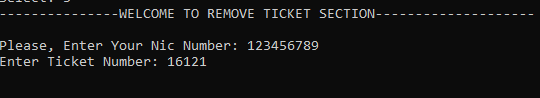 ---------------WELCOME TO REMOVE TICKET SECTION--------------------
Please, Enter Your Nic Number: 123456789
Enter Ticket Number: 16121